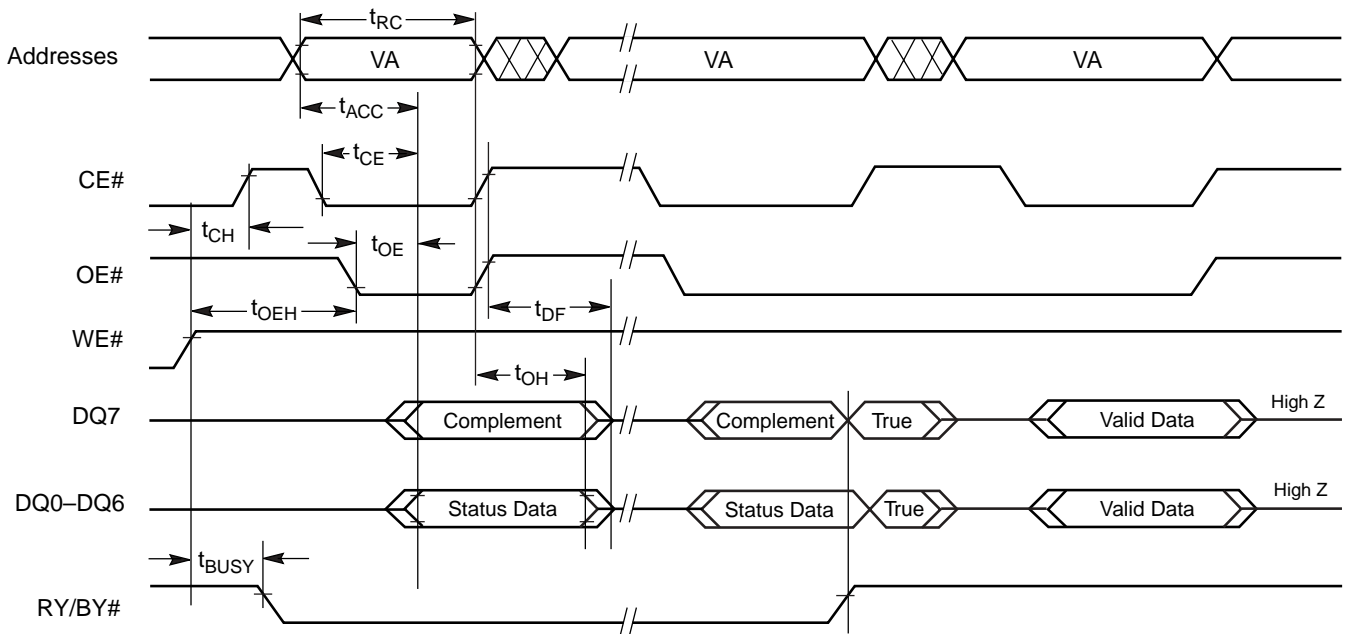 tRC
Addresses VA VA VA
tACC
tCE
CE#
tCH tOE
OE#
tOEH tDF
WE#
tOH
DQ7 Complement Complement True Valid Data High Z
DQ0–DQ6 Status Data Status Data True Valid Data High Z
tBUSY
RY/BY#